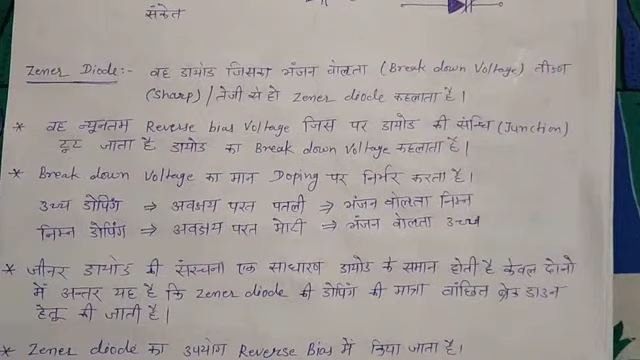 संकेत
Zener Diode:- वह डायोड जिसका भंजन वोल्टता (Break down Voltage) तीक्ष्ण
(Sharp) / तेजी से हो Zener diode कहलाता है।
* वह न्यूनतम Reverse bias Voltage जिस पर डायोड की संन्धि (Junction)
टूट जाता है डायोड का Break down Voltage कहलाता है।
* Break down Voltage का मान Doping पर निर्भर करता है।
उच्च डोपिंग ⇒ अवक्षय परत पतली ⇒ भंजन वोल्टता निम्न
निम्न डोपिंग ⇒ अवक्षय परत मोटी ⇒ भंजन वोल्टता उच्च
* जीनर डायोड की संरचना एक साधारण डायोड के समान होती है केवल दोनो
में अन्तर यह है कि Zener diode की डोपिंग की मात्रा वांछित ब्रेक डाउन
हेतू की जाती है।
* Zener diode का उपयोग Reverse Bias में किया जाता है।